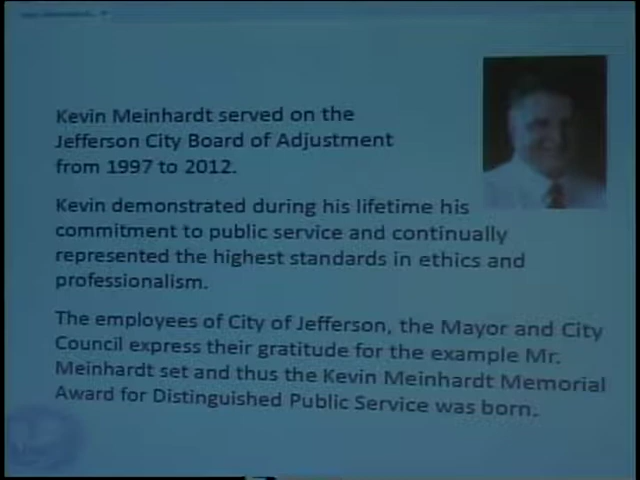 Kevin Meinhardt served on the
Jefferson City Board of Adjustment
from 1997 to 2012.
Kevin demonstrated during his lifetime his
commitment to public service and continually
represented the highest standards in ethics and
professionalism.
The employees of City of Jefferson, the Mayor and City
Council express their gratitude for the example Mr.
Meinhardt set and thus the Kevin Meinhardt Memorial
Award for Distinguished Public Service was born.